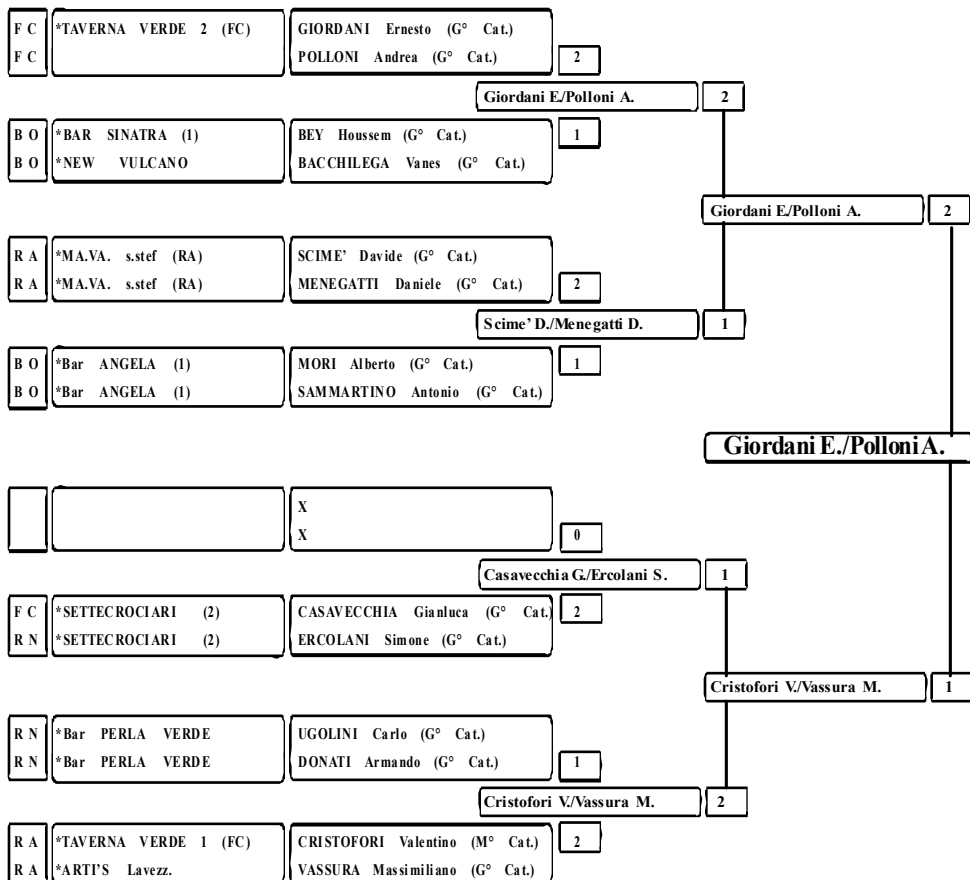 F C *TAVERNA VERDE 2 (FC) GIORDANI Ernesto (G° Cat.)
F C POLLONI Andrea (G° Cat.) 2
Giordani E./Polloni A. 2
B O *BAR SINATRA (1) BEY Houssem (G° Cat.) 1
B O *NEW VULCANO BACCHILEGA Vanes (G° Cat.)
Giordani E./Polloni A. 2
R A *MA.VA. s.stef (RA) SCIME' Davide (G° Cat.)
R A *MA.VA. s.stef (RA) MENEGATTI Daniele (G° Cat.) 2
Scime' D./Menegatti D. 1
B O *Bar ANGELA (1) MORI Alberto (G° Cat.) 1
B O *Bar ANGELA (1) SAMMARTINO Antonio (G° Cat.)
Giordani E./Polloni A.
X
X 0
Casavecchia G./Ercolani S. 1
F C *SETTECROCIARI (2) CASAVECCHIA Gianluca (G° Cat.) 2
R N *SETTECROCIARI (2) ERCOLANI Simone (G° Cat.)
Cristofori V./Vassura M. 1
R N *Bar PERLA VERDE UGOLINI Carlo (G° Cat.)
R N *Bar PERLA VERDE DONATI Armando (G° Cat.) 1
Cristofori V./Vassura M. 2
R A *TAVERNA VERDE 1 (FC) CRISTOFORI Valentino (M° Cat.) 2
R A *ARTI'S Lavezz. VASSURA Massimiliano (G° Cat.)